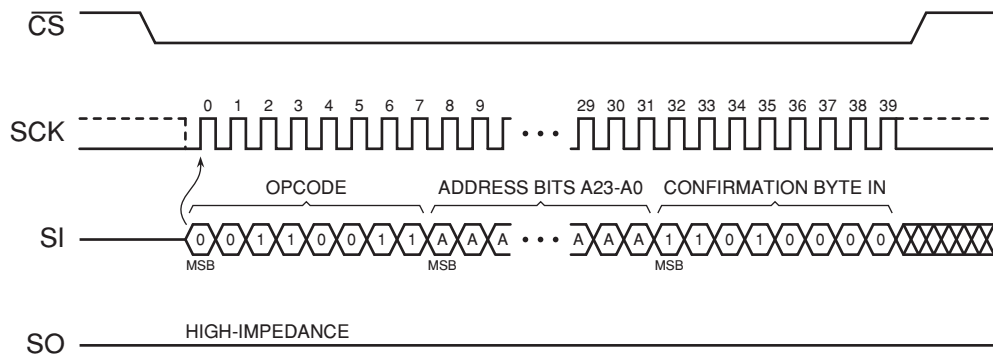 CS
0 1 2 3 4 5 6 7 8 9 29 30 31 32 33 34 35 36 37 38 39
SCK
OPCODE ADDRESS BITS A23-A0 CONFIRMATION BYTE IN
SI 0 0 1 1 0 0 1 1 A A A A A A 1 1 0 1 0 0 0 0
MSB MSB MSB
HIGH-IMPEDANCE
SO